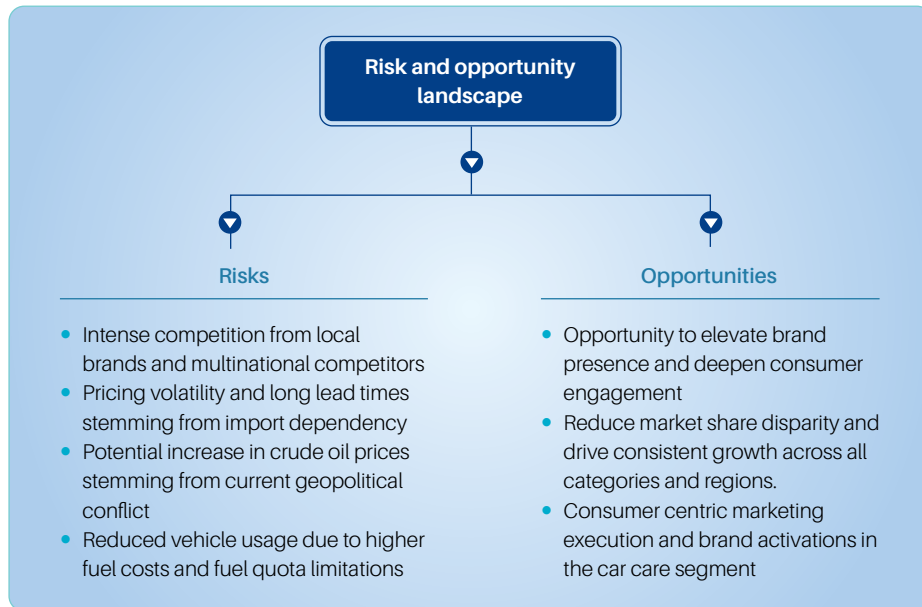 Risk and opportunity
landscape
Risks
• Intense competition from local
brands and multinational competitors
• Pricing volatility and long lead times
stemming from import dependency
• Potential increase in crude oil prices
stemming from current geopolitical
conflict
• Reduced vehicle usage due to higher
fuel costs and fuel quota limitations
Opportunities
• Opportunity to elevate brand
presence and deepen consumer
engagement
• Reduce market share disparity and
drive consistent growth across all
categories and regions.
• Consumer centric marketing
execution and brand activations in
the car care segment